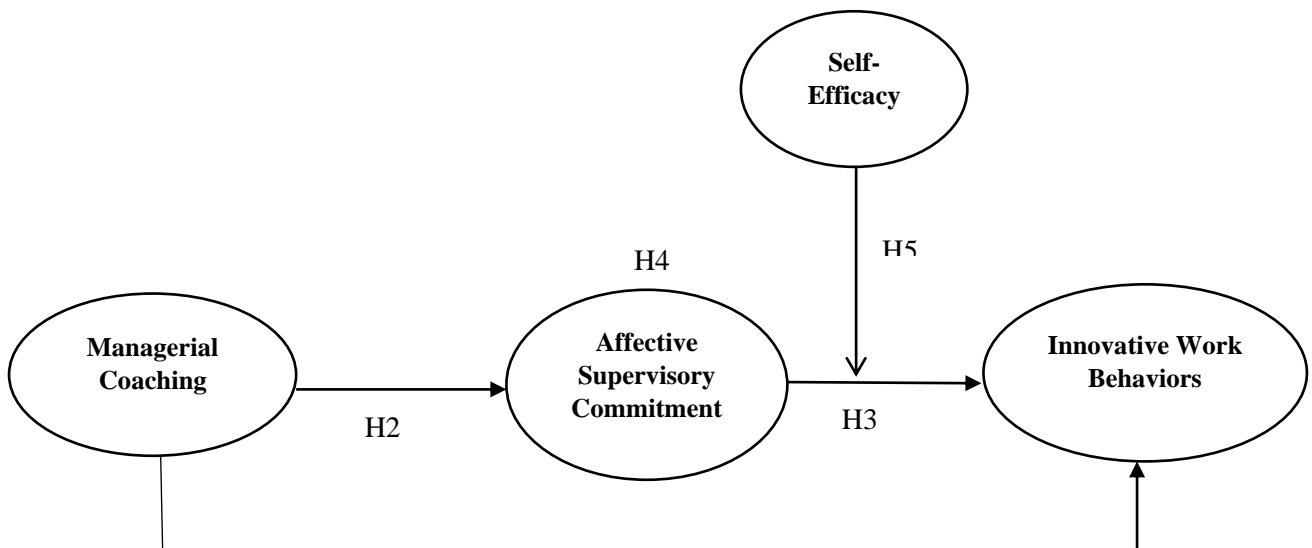 Self-
Efficacy
H5
H4
Managerial
Coaching
Affective
Supervisory
Commitment
Innovative Work
Behaviors
H2
H3